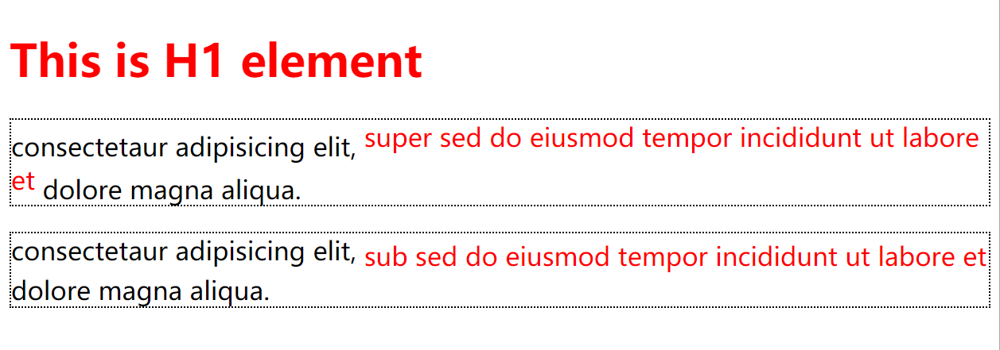 This is H1 element
consectetaur adipisicing elit, super sed do eiusmod tempor incididunt ut labore
et dolore magna aliqua.
consectetaur adipisicing elit, sub sed do eiusmod tempor incididunt ut labore et
dolore magna aliqua.